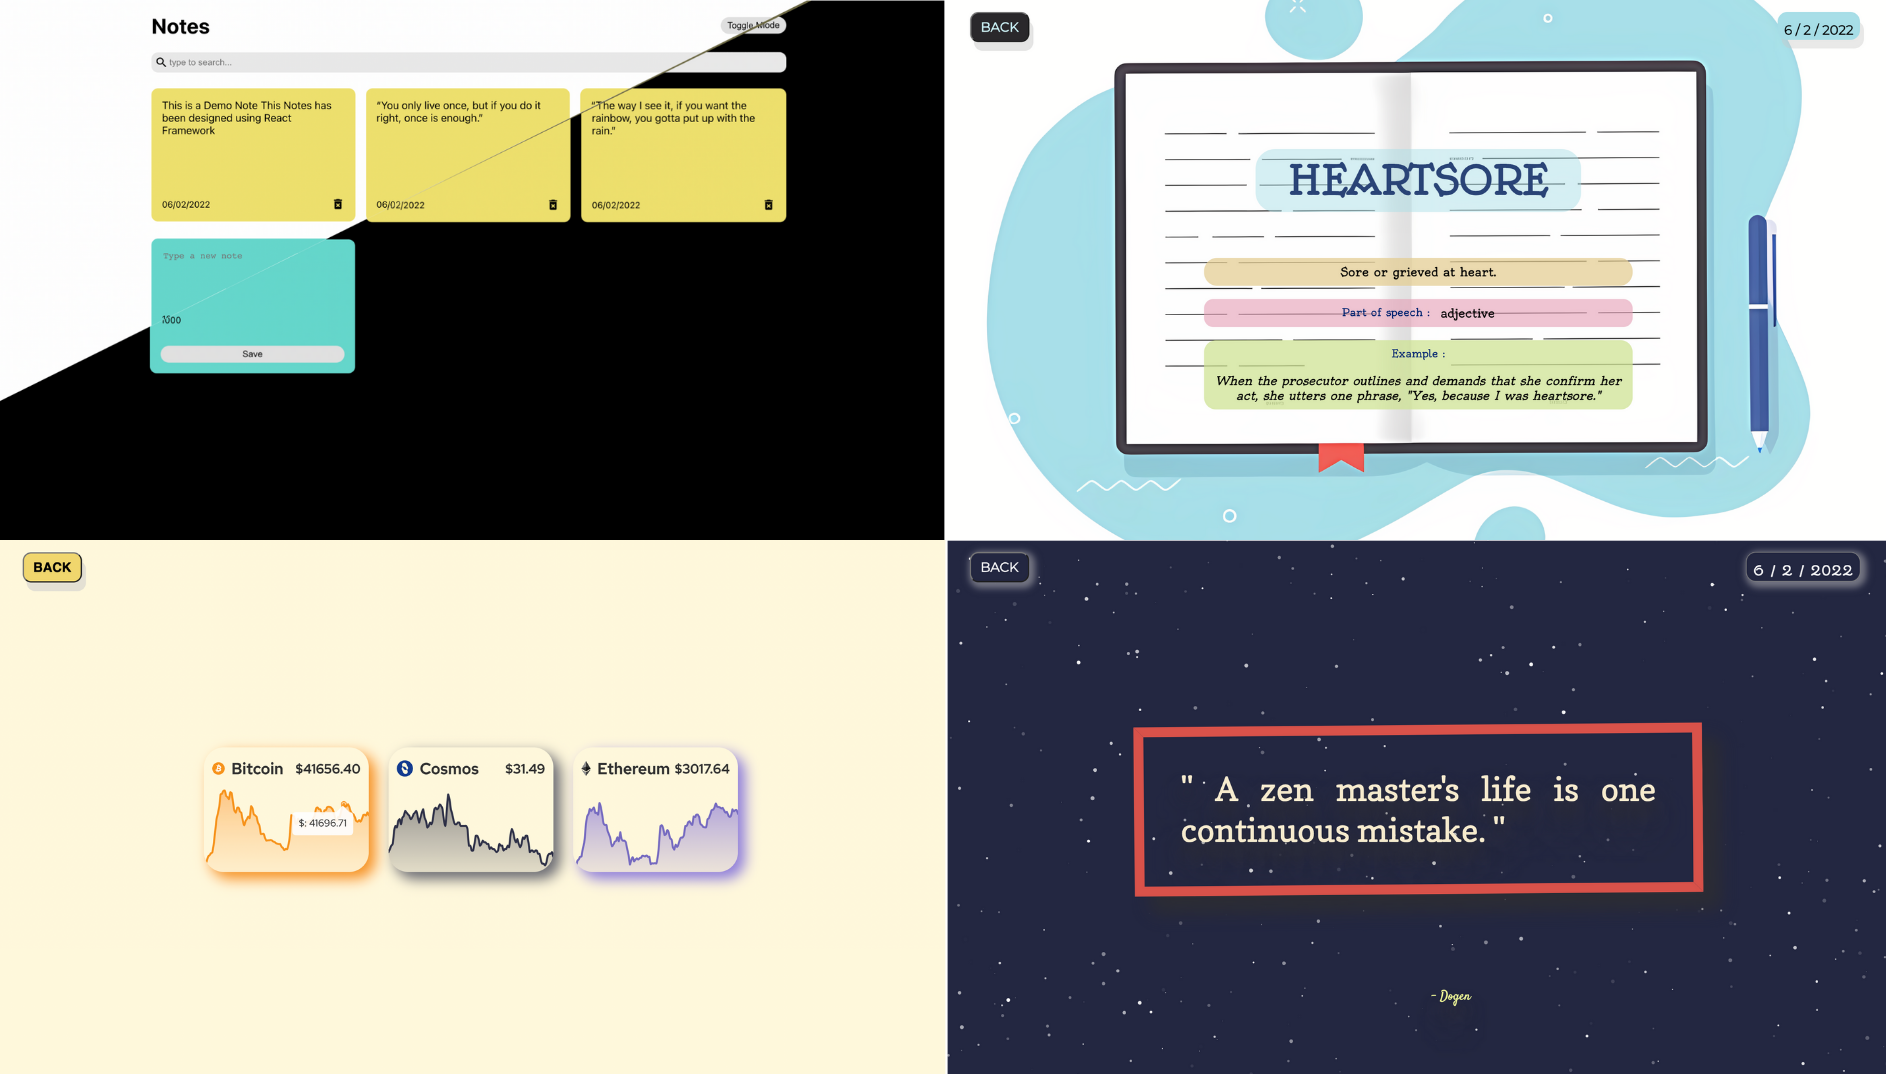 Notes
Toggle Mode
type to search...
This is a Demo Note This Notes has
been designed using React
Framework
06/02/2022
"You only live once, but if you do it
right, once is enough."
06/02/2022
"The way I see it, if you want the
rainbow, you gotta put up with the
rain."
06/02/2022
Type a new note
Save
BACK
6 / 2 / 2022
HEARTSORE
Sore or grieved at heart.
Part of speech : adjective
Example :
When the prosecutor outlines and demands that she confirm her
act, she utters one phrase, "Yes, because I was heartsore."
BACK
Bitcoin $41656.40
$: 41696.71
Cosmos $31.49
Ethereum $3017.64
BACK
6 / 2 / 2022
" A zen master's life is one
continuous mistake. "
- Dogen